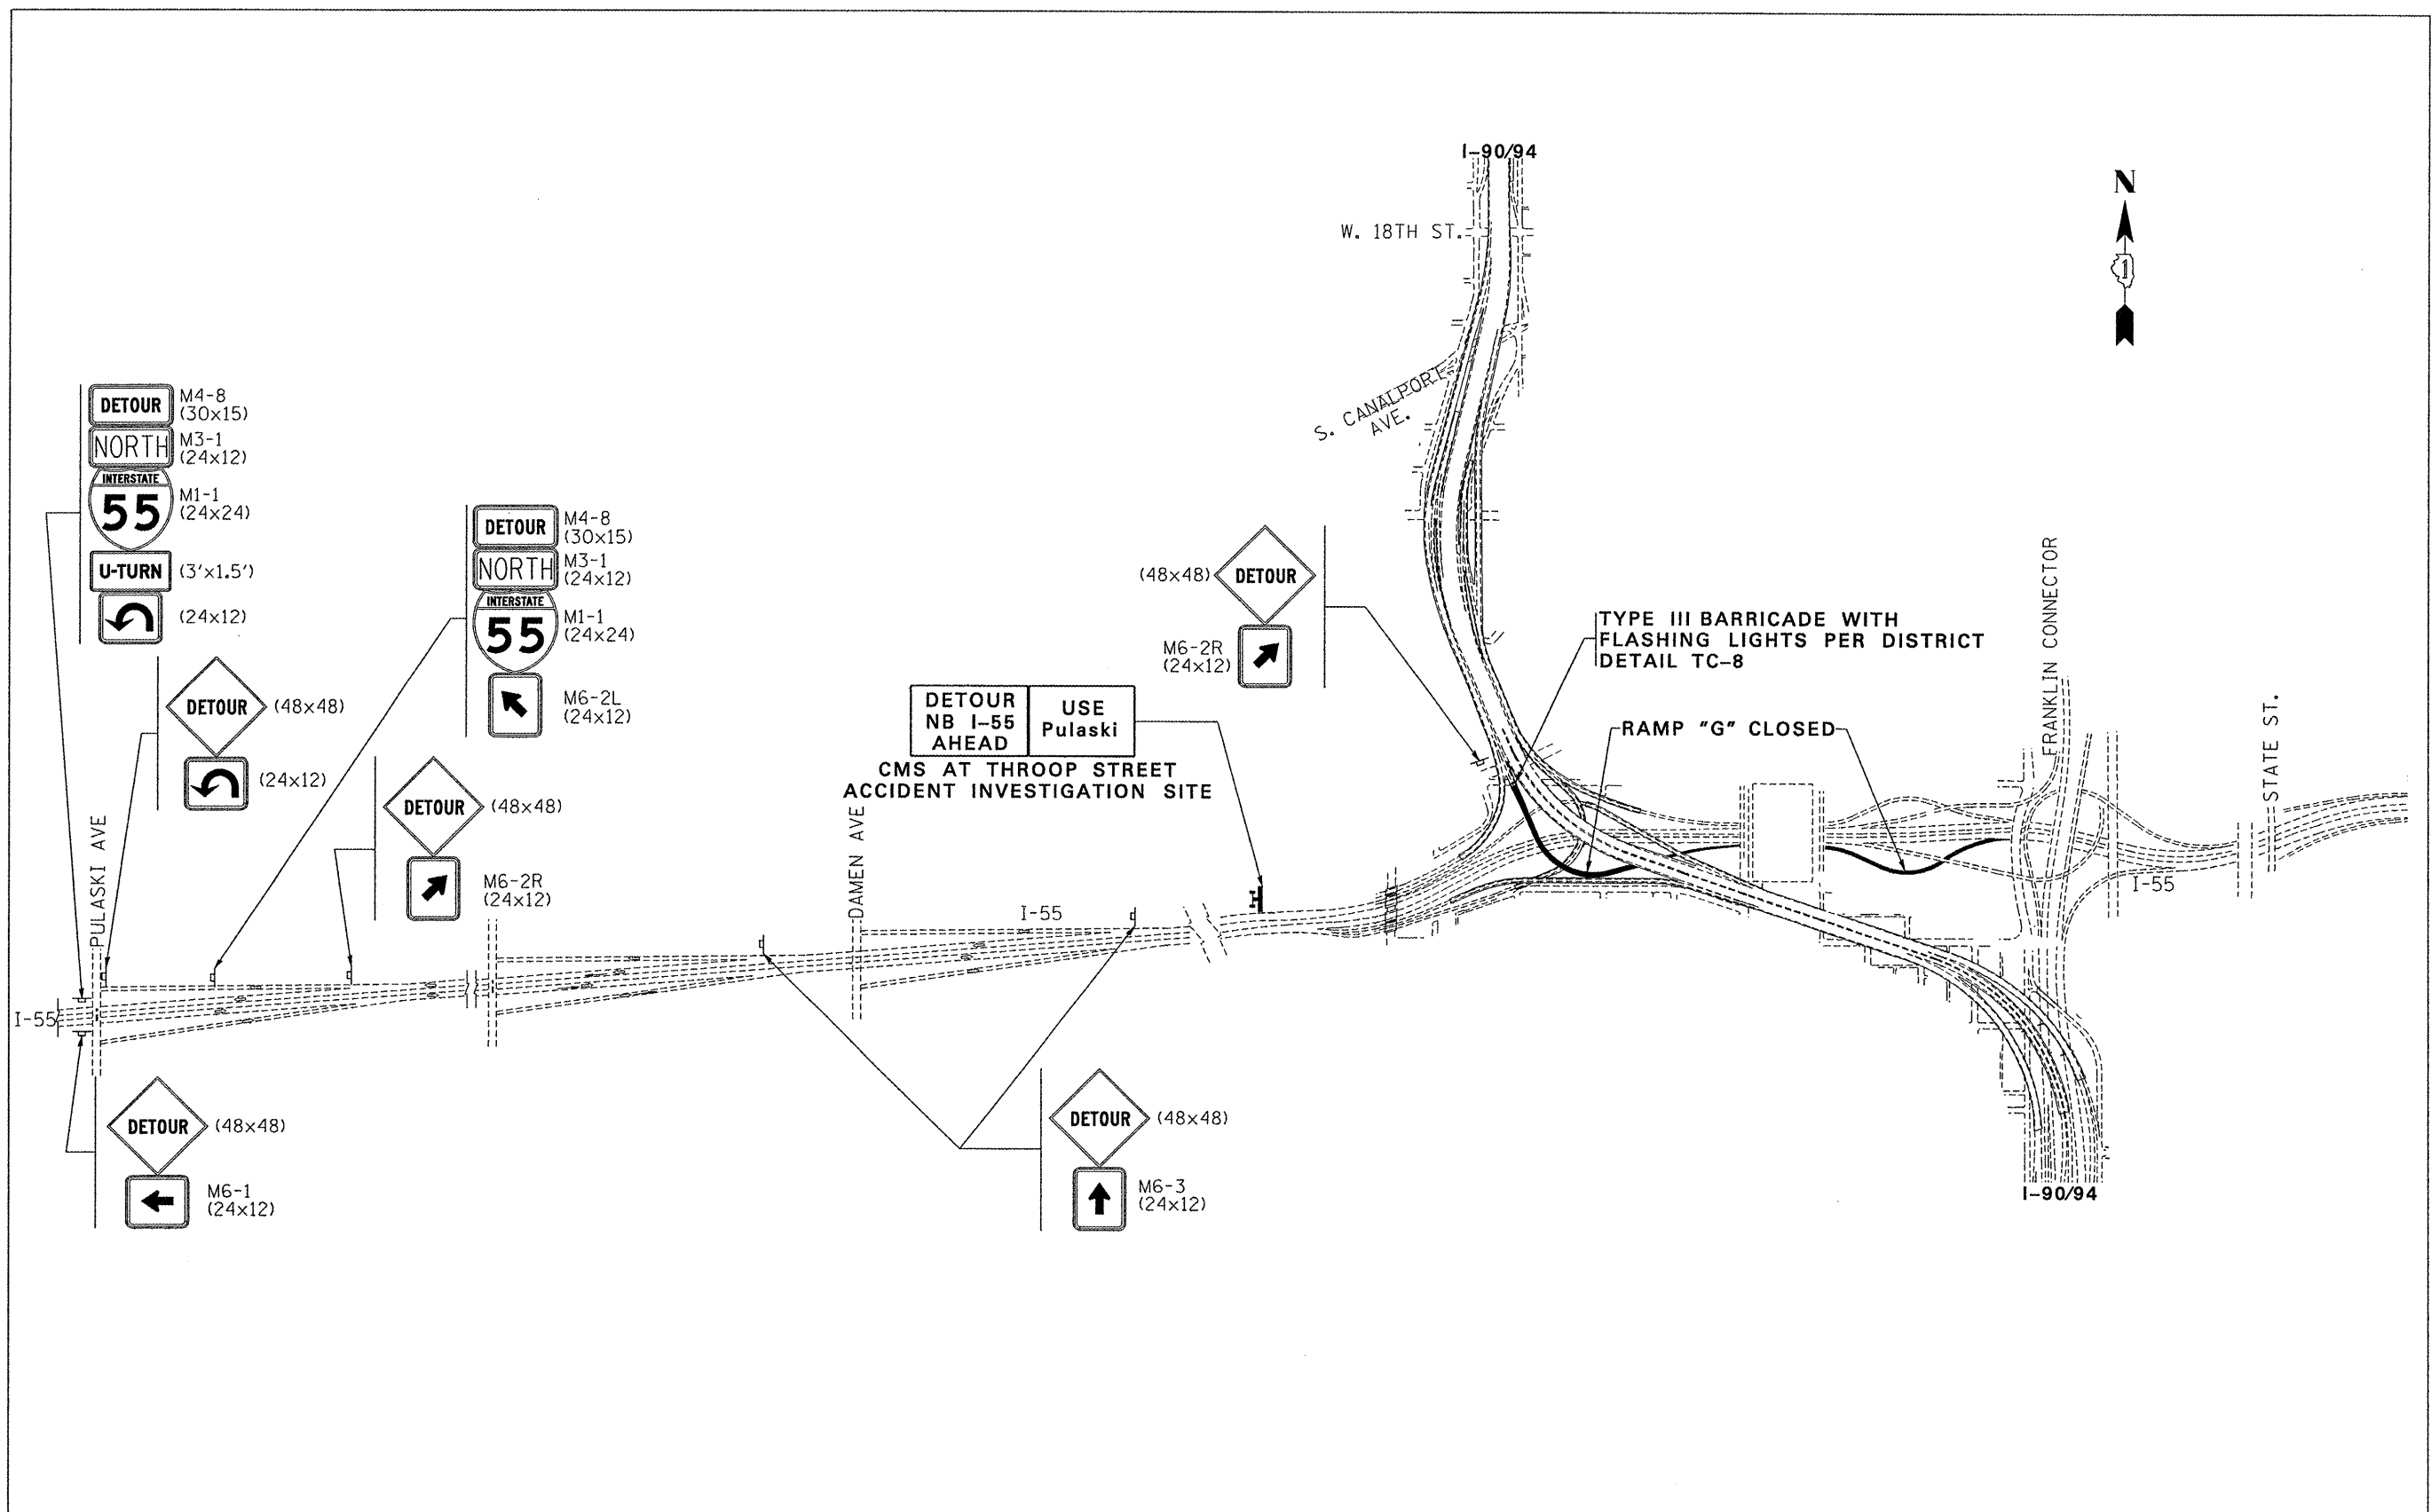 I-90/94
N
W. 18TH ST.
1
S. CANALPORT
AVE.
DETOUR
M4-8
(30x15)
NORTH
M3-1
(24x12)
INTERSTATE
55
M1-1
(24x24)
U-TURN
(3'x1.5')
(24x12)
DETOUR
M4-8
(30x15)
NORTH
M3-1
(24x12)
INTERSTATE
55
M1-1
(24x24)
M6-2L
(24x12)
DETOUR
(48x48)
(24x12)
DETOUR
(48x48)
M6-2R
(24x12)
(48x48)
DETOUR
M6-2R
(24x12)
TYPE III BARRICADE WITH
FLASHING LIGHTS PER DISTRICT
DETAIL TC-8
RAMP "G" CLOSED
FRANKLIN CONNECTOR
STATE ST.
DETOUR
NB I-55
AHEAD
USE
Pulaski
CMS AT THROOP STREET
ACCIDENT INVESTIGATION SITE
PULASKI AVE
DAMEN AVE
I-55
I-55
I-55
DETOUR
(48x48)
M6-1
(24x12)
DETOUR
(48x48)
M6-3
(24x12)
I-90/94